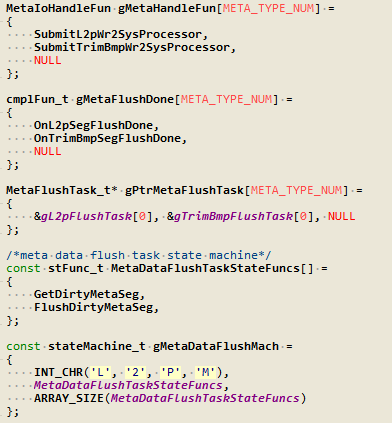 MetaIoHandleFun gMetaHandleFun[META_TYPE_NUM] =
{
    SubmitL2pWr2SysProcessor,
    SubmitTrimBmpWr2SysProcessor,
    NULL
};

cmplFun_t gMetaFlushDone[META_TYPE_NUM] =
{
    OnL2pSegFlushDone,
    OnTrimBmpSegFlushDone,
    NULL
};

MetaFlushTask_t* gPtrMetaFlushTask[META_TYPE_NUM] =
{
    &gL2pFlushTask[0], &gTrimBmpFlushTask[0], NULL
};

/*meta data flush task state machine*/
const stFunc_t MetaDataFlushTaskStateFuncs[] =
{
    GetDirtyMetaSeg,
    FlushDirtyMetaSeg,
};

const stateMachine_t gMetaDataFlushMach =
{
    INT_CHR('L', '2', 'P', 'M'),
    MetaDataFlushTaskStateFuncs,
    ARRAY_SIZE(MetaDataFlushTaskStateFuncs)
};